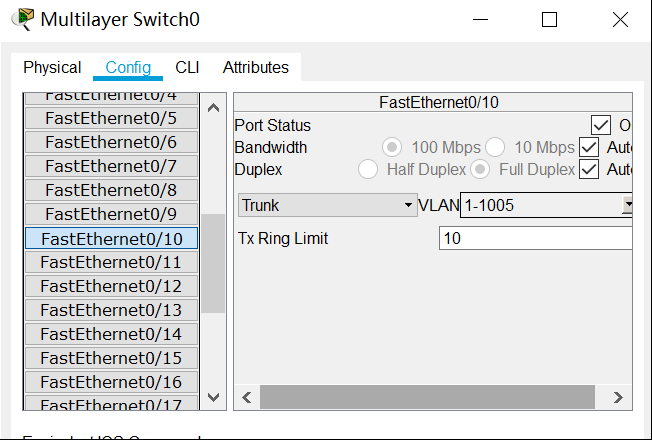 Multilayer Switch0
Physical Config CLI Attributes
FastEthernet0/4
FastEthernet0/5
FastEthernet0/6
FastEthernet0/7
FastEthernet0/8
FastEthernet0/9
FastEthernet0/10
FastEthernet0/11
FastEthernet0/12
FastEthernet0/13
FastEthernet0/14
FastEthernet0/15
FastEthernet0/16
FastEthernet0/17
FastEthernet0/10
Port Status O
Bandwidth 100 Mbps 10 Mbps Auto
Duplex Half Duplex Full Duplex Auto
Trunk VLAN 1-1005
Tx Ring Limit 10